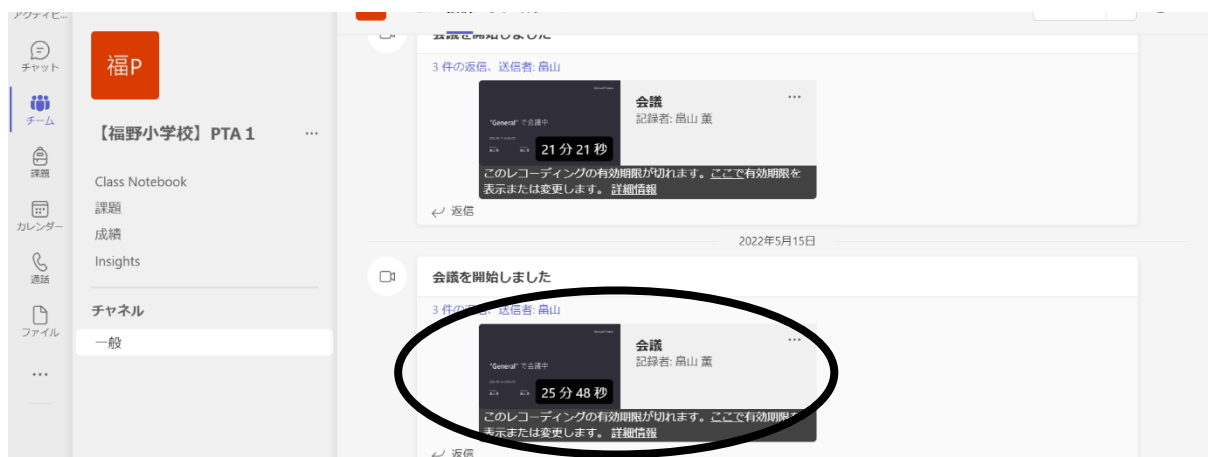 アクティビ...
チャット
チーム
課題
カレンダー
通話
ファイル
...
福P
【福野小学校】PTA 1 ...
Class Notebook
課題
成績
Insights
チャネル
一般
会議を開始しました
3 件の返信、送信者: 畠山
会議 ...
記録者: 畠山 薫
"General" で会議中
21 分 21 秒
このレコーディングの有効期限が切れます。ここで有効期限を
表示または変更します。 詳細情報
返信
2022年5月15日
会議を開始しました
3 件の返信、送信者: 畠山
会議 ...
記録者: 畠山 薫
"General" で会議中
25 分 48 秒
このレコーディングの有効期限が切れます。ここで有効期限を
表示または変更します。 詳細情報
返信